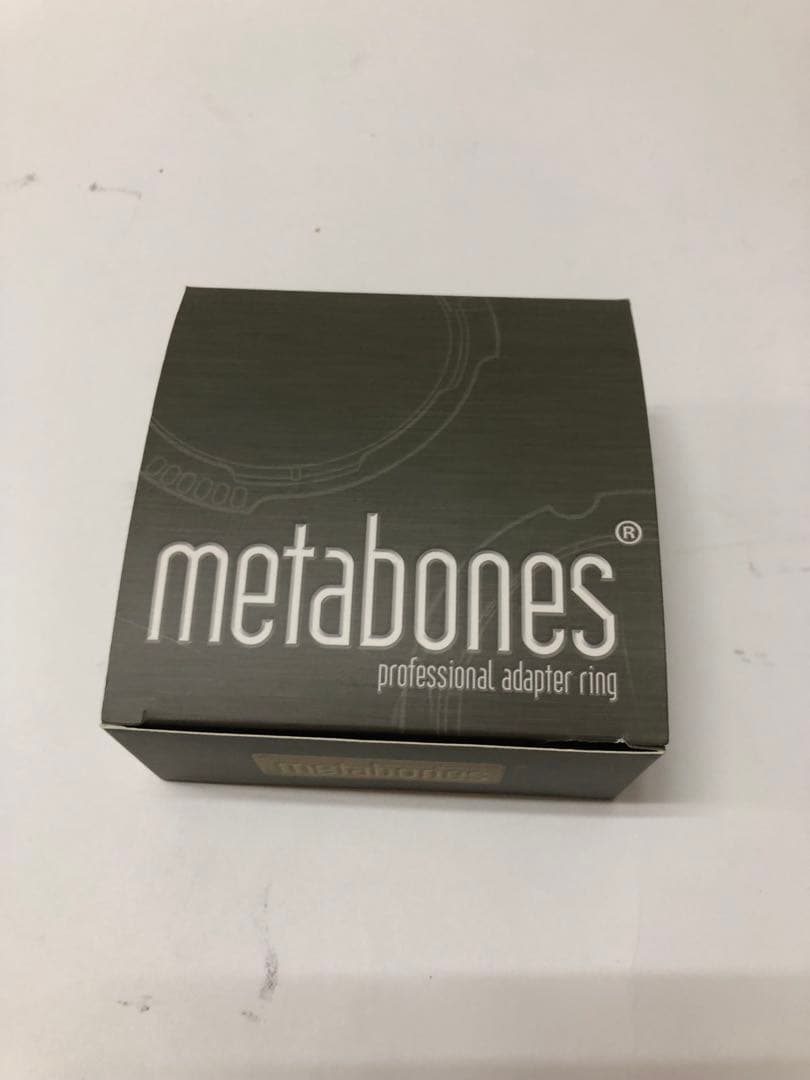 metabones®
professional adapter ring
metabones